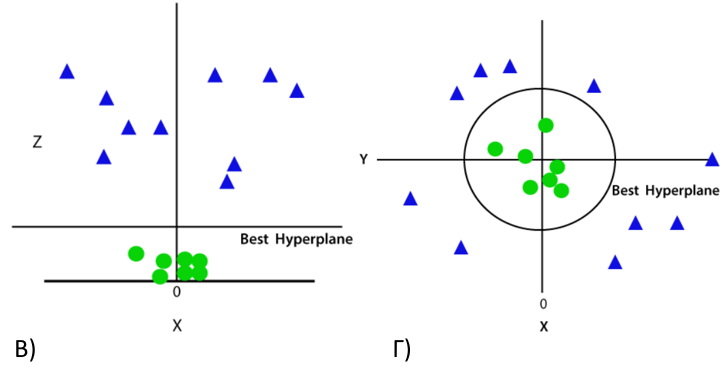 Z
Best Hyperplane
0
X
В)
Y
Best Hyperplane
0
X
Г)